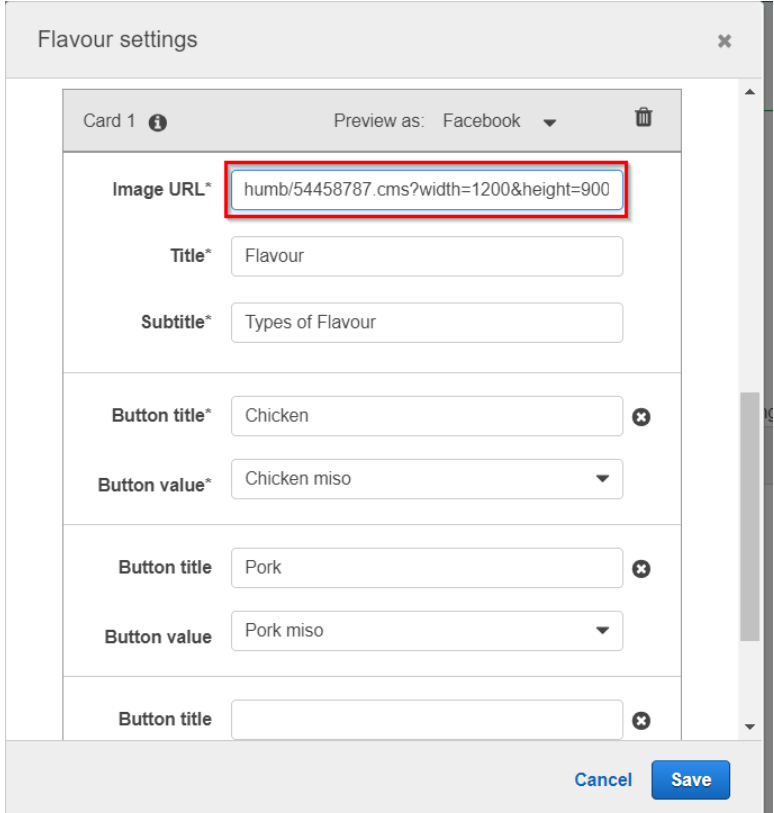 Flavour settings
Card 1 Preview as: Facebook
Image URL* humb/54458787.cms?width=1200&height=900
Title* Flavour
Subtitle* Types of Flavour
Button title* Chicken
Button value* Chicken miso
Button title Pork
Button value Pork miso
Button title
Cancel Save